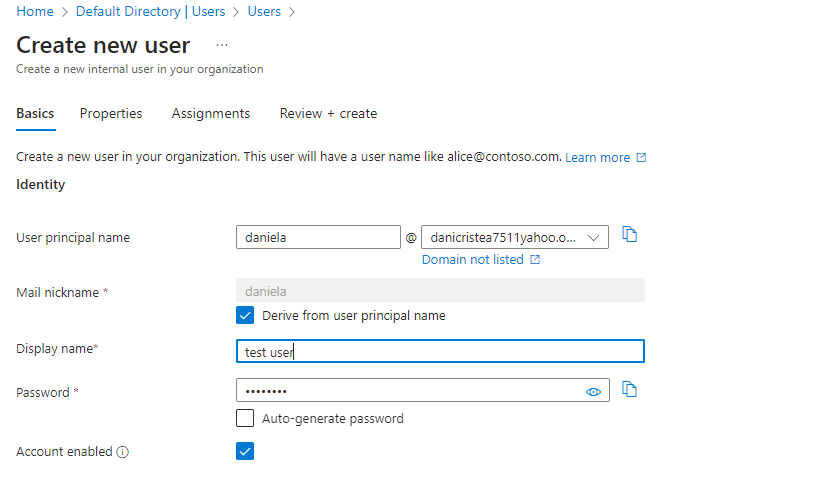 Home > Default Directory | Users > Users >
Create new user ...
Create a new internal user in your organization
Basics Properties Assignments Review + create
Create a new user in your organization. This user will have a user name like alice@contoso.com. Learn more
Identity
User principal name daniela @ danicristea7511yahoo.o...
Domain not listed
Mail nickname * daniela
Derive from user principal name
Display name* test user
Password * ••••••••
Auto-generate password
Account enabled